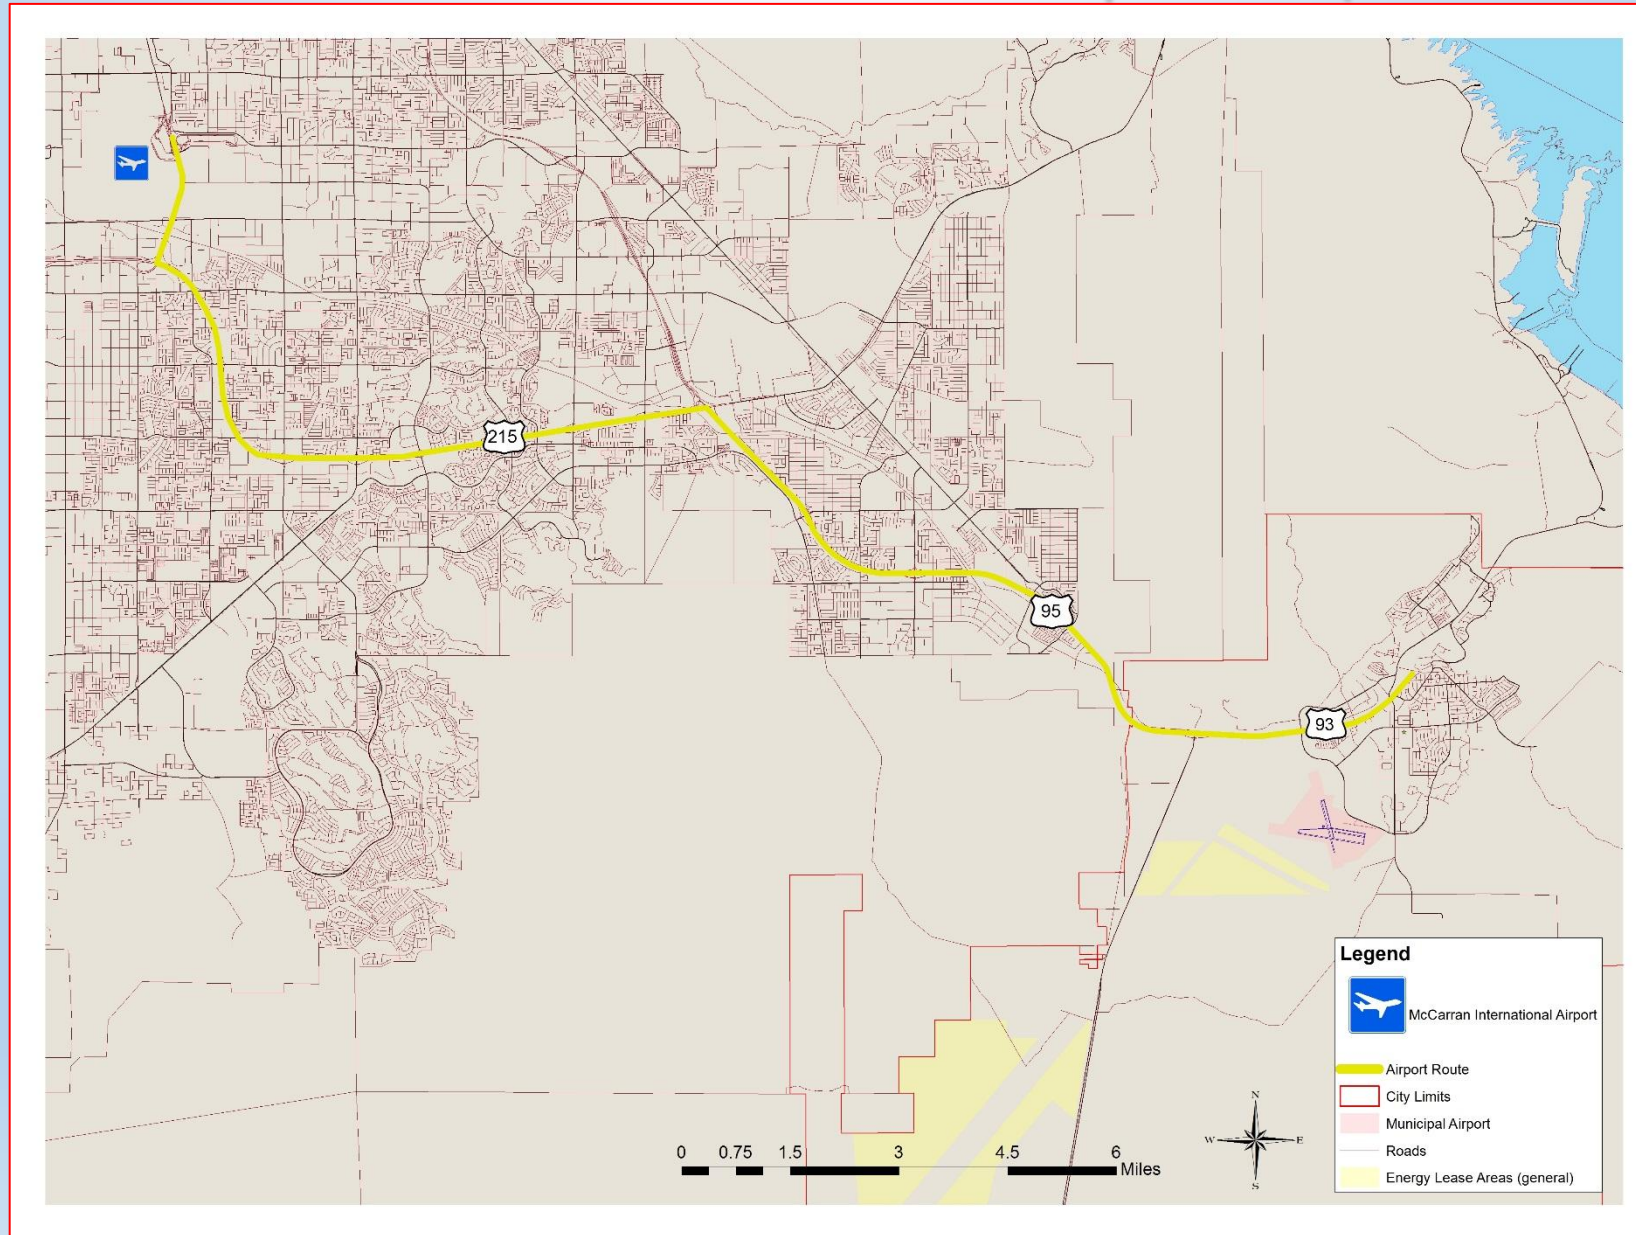 215
95
93
Legend
McCarran International Airport
Airport Route
City Limits
Municipal Airport
Roads
Energy Lease Areas (general)
N
W
E
S
0 0.75 1.5 3 4.5 6
Miles